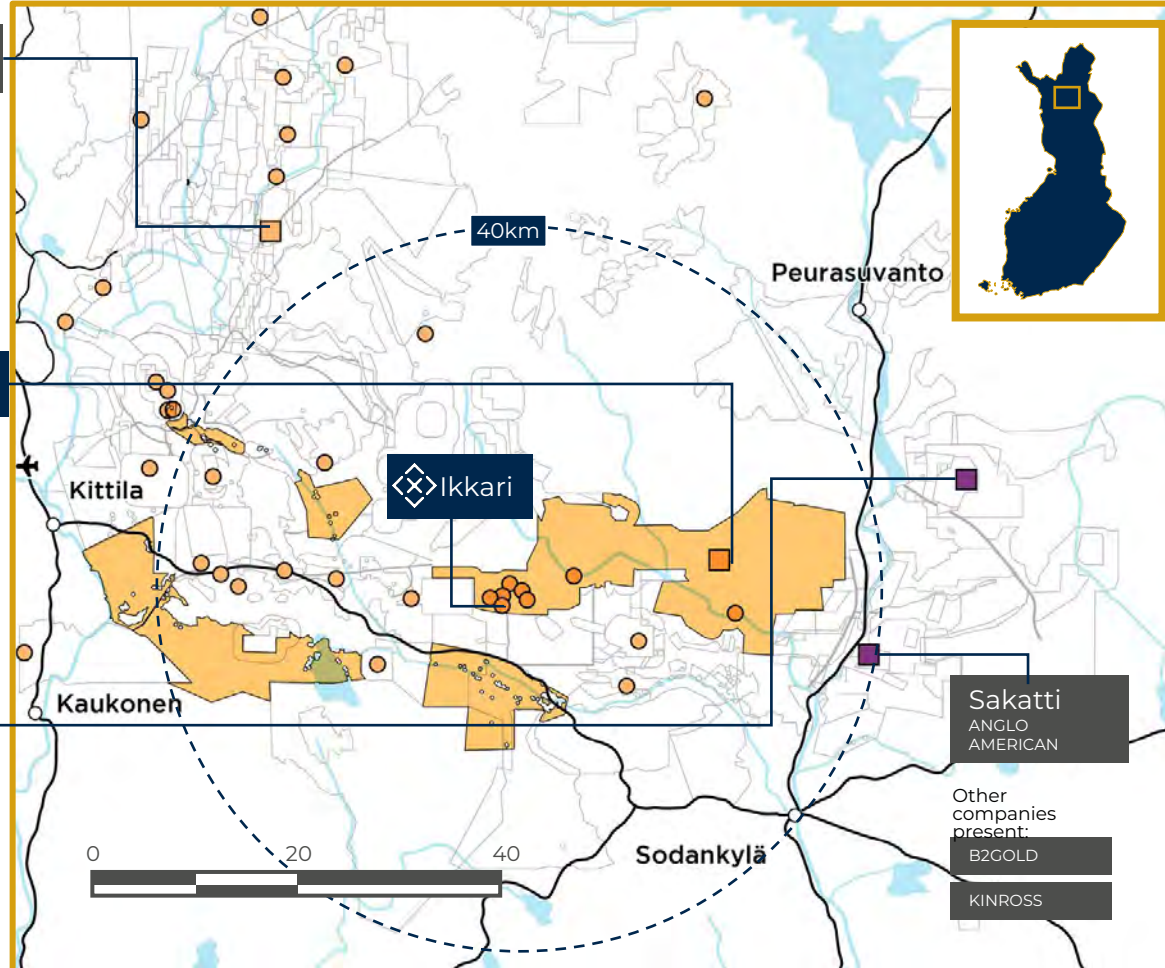 40km
Peurasuvanto
Ikkari
Kittila
Kaukonen
Sakatti
ANGLO
AMERICAN
Other
companies
present:
B2GOLD
KINROSS
0 20 40
Sodankylä